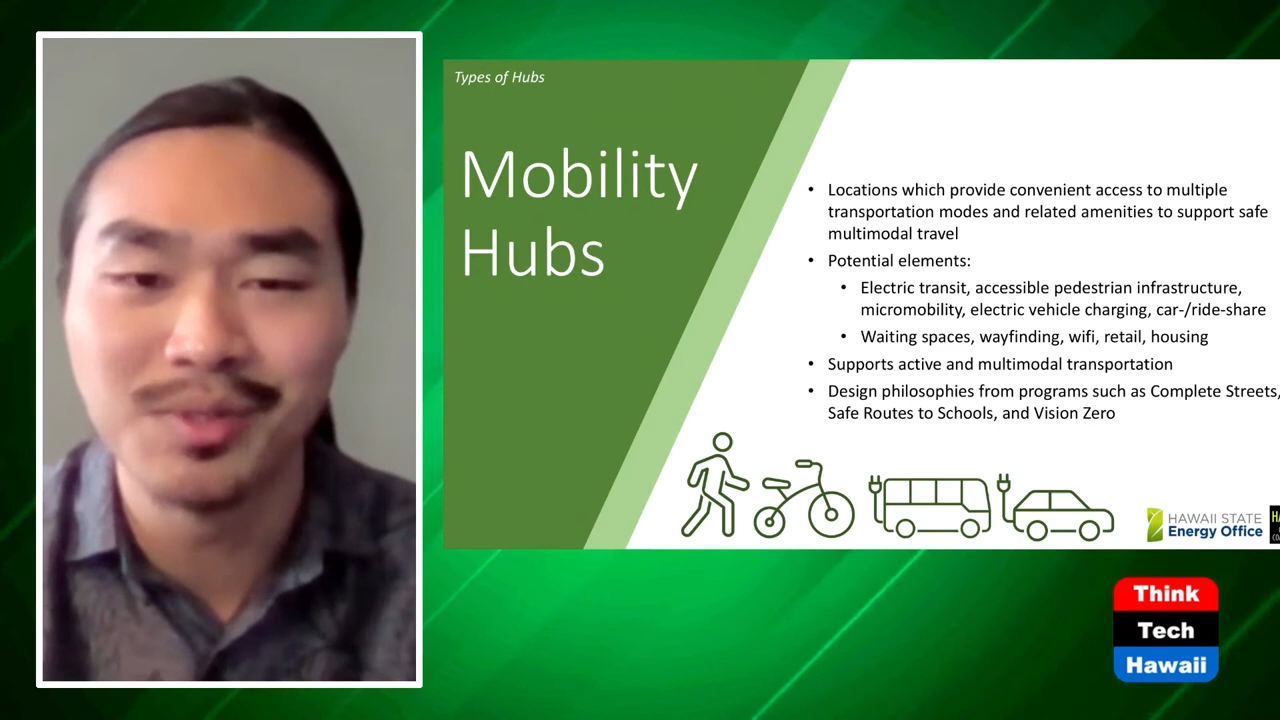 Types of Hubs
Mobility
Hubs
• Locations which provide convenient access to multiple
transportation modes and related amenities to support safe
multimodal travel
• Potential elements:
• Electric transit, accessible pedestrian infrastructure,
micromobility, electric vehicle charging, car-/ride-share
• Waiting spaces, wayfinding, wifi, retail, housing
• Supports active and multimodal transportation
• Design philosophies from programs such as Complete Streets,
Safe Routes to Schools, and Vision Zero
HAWAII STATE
Energy Office
Think
Tech
Hawaii